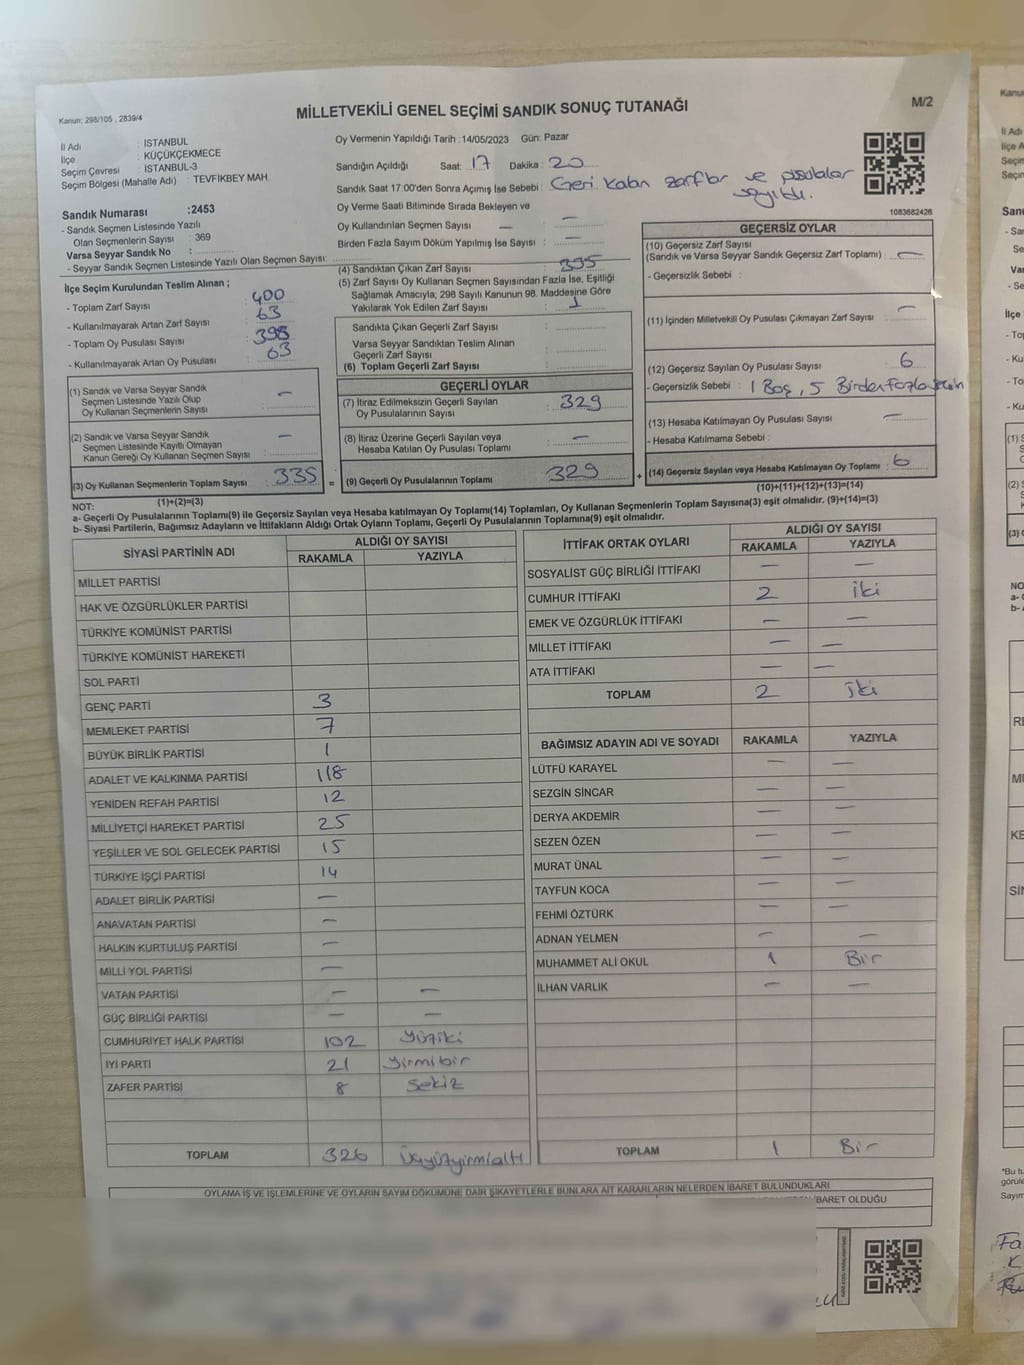 Kanun: 298/105 , 2839/4
MİLLETVEKİLİ GENEL SEÇİMİ SANDIK SONUÇ TUTANAĞI
M/2
İl Adı : İSTANBUL
İlçe : KÜÇÜKÇEKMECE
Seçim Çevresi : İSTANBUL-3
Seçim Bölgesi (Mahalle Adı) : TEVFİKBEY MAH.
Oy Vermenin Yapıldığı Tarih : 14/05/2023 Gün: Pazar
Sandığın Açıldığı Saat: 17 Dakika : 20
Sandık Saat 17:00'den Sonra Açımış İse Sebebi : Geri kalan zarflar ve pusulalar
sayıldı.
1083682426
Sandık Numarası :2453
- Sandık Seçmen Listesinde Yazılı
Olan Seçmenlerin Sayısı : 369
Varsa Seyyar Sandık No :
- Seyyar Sandık Seçmen Listesinde Yazılı Olan Seçmen Sayısı:
Oy Verme Saati Bitiminde Sırada Bekleyen ve
Oy Kullandırılan Seçmen Sayısı : —
Birden Fazla Sayım Döküm Yapılmış İse Sayısı : —
İlçe Seçim Kurulundan Teslim Alınan ;
- Toplam Zarf Sayısı : 400
- Kullanılmayarak Artan Zarf Sayısı : 63
- Toplam Oy Pusulası Sayısı : 398
- Kullanılmayarak Artan Oy Pusulası : 63
(1) Sandık ve Varsa Seyyar Sandık
Seçmen Listesinde Yazılı Olup
Oy Kullanan Seçmenlerin Sayısı : —
(2) Sandık ve Varsa Seyyar Sandık
Seçmen Listesinde Kayıtlı Olmayan
Kanun Gereği Oy Kullanan Seçmen Sayısı : —
(3) Oy Kullanan Seçmenlerin Toplam Sayısı : 335
(1)+(2)=(3)
(4) Sandıktan Çıkan Zarf Sayısı : 335
(5) Zarf Sayısı Oy Kullanan Seçmen Sayısından Fazla İse, Eşitliği
Sağlamak Amacıyla, 298 Sayılı Kanunun 98. Maddesine Göre
Yakılarak Yok Edilen Zarf Sayısı : 1
Sandıkta Çıkan Geçerli Zarf Sayısı :
Varsa Seyyar Sandıktan Teslim Alınan
Geçerli Zarf Sayısı :
(6) Toplam Geçerli Zarf Sayısı :
GEÇERLİ OYLAR
(7) İtiraz Edilmeksizin Geçerli Sayılan
Oy Pusulalarının Sayısı : 329
(8) İtiraz Üzerine Geçerli Sayılan veya
Hesaba Katılan Oy Pusulası Toplamı : —
= (9) Geçerli Oy Pusulalarının Toplamı : 329
GEÇERSİZ OYLAR
(10) Geçersiz Zarf Sayısı
(Sandık ve Varsa Seyyar Sandık Geçersiz Zarf Toplamı) : —
- Geçersizlik Sebebi :
(11) İçinden Milletvekili Oy Pusulası Çıkmayan Zarf Sayısı : —
(12) Geçersiz Sayılan Oy Pusulası Sayısı : 6
- Geçersizlik Sebebi : 1 Boş, 5 Birden fazla
(13) Hesaba Katılmayan Oy Pusulası Sayısı : —
- Hesaba Katılmama Sebebi :
+ (14) Geçersiz Sayılan veya Hesaba Katılmayan Oy Toplamı : 6
(10)+(11)+(12)+(13)=(14)
NOT:
a- Geçerli Oy Pusulaları Toplamı(9) ile Geçersiz Sayılan veya Hesaba katılmayan Oy Toplamı(14) Toplamları, Oy Kullanan Seçmenlerin Toplam Sayısına(3) eşit olmalıdır. (9)+(14)=(3)
b- Siyasi Partilerin, Bağımsız Adayların ve İttifakların Aldığı Ortak Oyların Toplamı, Geçerli Oy Pusulalarının Toplamına(9) eşit olmalıdır.
SİYASİ PARTİNİN ADI ALDIĞI OY SAYISI
RAKAMLA YAZIYLA
MİLLET PARTİSİ
HAK VE ÖZGÜRLÜKLER PARTİSİ
TÜRKİYE KOMÜNİST PARTİSİ
TÜRKİYE KOMÜNİST HAREKETİ
SOL PARTİ
GENÇ PARTİ 3
MEMLEKET PARTİSİ 7
BÜYÜK BİRLİK PARTİSİ 1
ADALET VE KALKINMA PARTİSİ 118
YENİDEN REFAH PARTİSİ 12
MİLLİYETÇİ HAREKET PARTİSİ 25
YEŞİLLER VE SOL GELECEK PARTİSİ 15
TÜRKİYE İŞÇİ PARTİSİ 14
ADALET BİRLİK PARTİSİ —
ANAVATAN PARTİSİ —
HALKIN KURTULUŞ PARTİSİ —
MİLLİ YOL PARTİSİ —
VATAN PARTİSİ — —
GÜÇ BİRLİĞİ PARTİSİ — —
CUMHURİYET HALK PARTİSİ 102 Yüziki
İYİ PARTİ 21 yirmibir
ZAFER PARTİSİ 8 sekiz
TOPLAM 326 üçyüzyirmialtı
İTTİFAK ORTAK OYLARI ALDIĞI OY SAYISI
RAKAMLA YAZIYLA
SOSYALİST GÜÇ BİRLİĞİ İTTİFAKI — —
CUMHUR İTTİFAKI 2 iki
EMEK VE ÖZGÜRLÜK İTTİFAKI — —
MİLLET İTTİFAKI — —
ATA İTTİFAKI — —
TOPLAM 2 iki
BAĞIMSIZ ADAYIN ADI VE SOYADI RAKAMLA YAZIYLA
LÜTFÜ KARAYEL — —
SEZGİN SİNCAR — —
DERYA AKDEMİR — —
SEZEN ÖZEN — —
MURAT ÜNAL — —
TAYFUN KOCA — —
FEHMİ ÖZTÜRK — —
ADNAN YELMEN — —
MUHAMMET ALİ OKUL 1 Bir
İLHAN VARLIK — —
TOPLAM 1 Bir
OYLAMA İŞ VE İŞLEMLERİNE VE OYLARIN SAYIM DÖKÜMÜNE DAİR ŞİKAYETLERLE BUNLARA AİT KARARLARIN NELERDEN İBARET BULUNDUKLARI
İBARET OLDUĞU